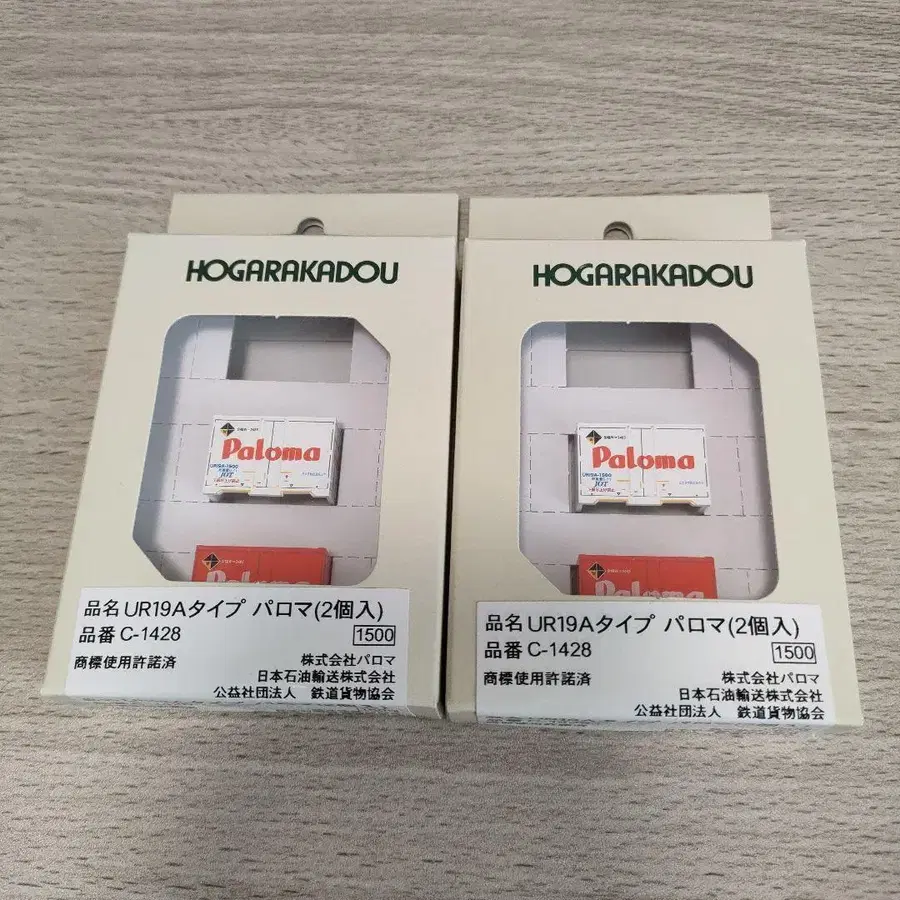 HOGARAKADOU
Paloma
UR19A-1500
JOT
Paloma
品名 UR19Aタイプ パロマ(2個入)
品番 C-1428
1500
商標使用許諾済
株式会社パロマ
日本石油輸送株式会社
公益社団法人 鉄道貨物協会
HOGARAKADOU
Paloma
UR19A-1500
JOT
Paloma
品名 UR19Aタイプ パロマ(2個入)
品番 C-1428
1500
商標使用許諾済
株式会社パロマ
日本石油輸送株式会社
公益社団法人 鉄道貨物協会